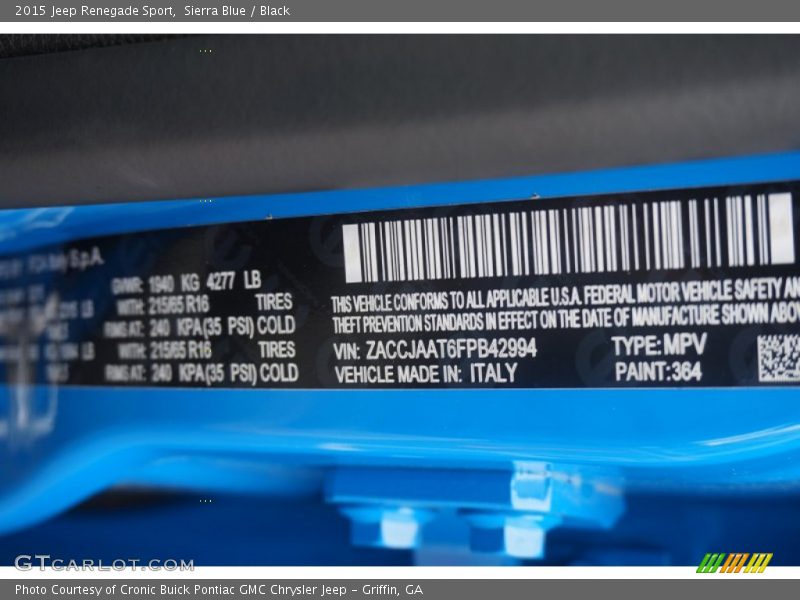 2015 Jeep Renegade Sport, Sierra Blue / Black
S.p.A.
GVWR: 1940 KG 4277 LB
WITH: 215/65 R16 TIRES
RIMS AT: 240 KPA(35 PSI) COLD
WITH: 215/65 R16 TIRES
RIMS AT: 240 KPA(35 PSI) COLD
THIS VEHICLE CONFORMS TO ALL APPLICABLE U.S.A. FEDERAL MOTOR VEHICLE SAFETY AN
THEFT PREVENTION STANDARDS IN EFFECT ON THE DATE OF MANUFACTURE SHOWN ABOV
VIN: ZACCJAAT6FPB42994 TYPE:MPV
VEHICLE MADE IN: ITALY PAINT:364
GTCARLOT.COM
Photo Courtesy of Cronic Buick Pontiac GMC Chrysler Jeep - Griffin, GA